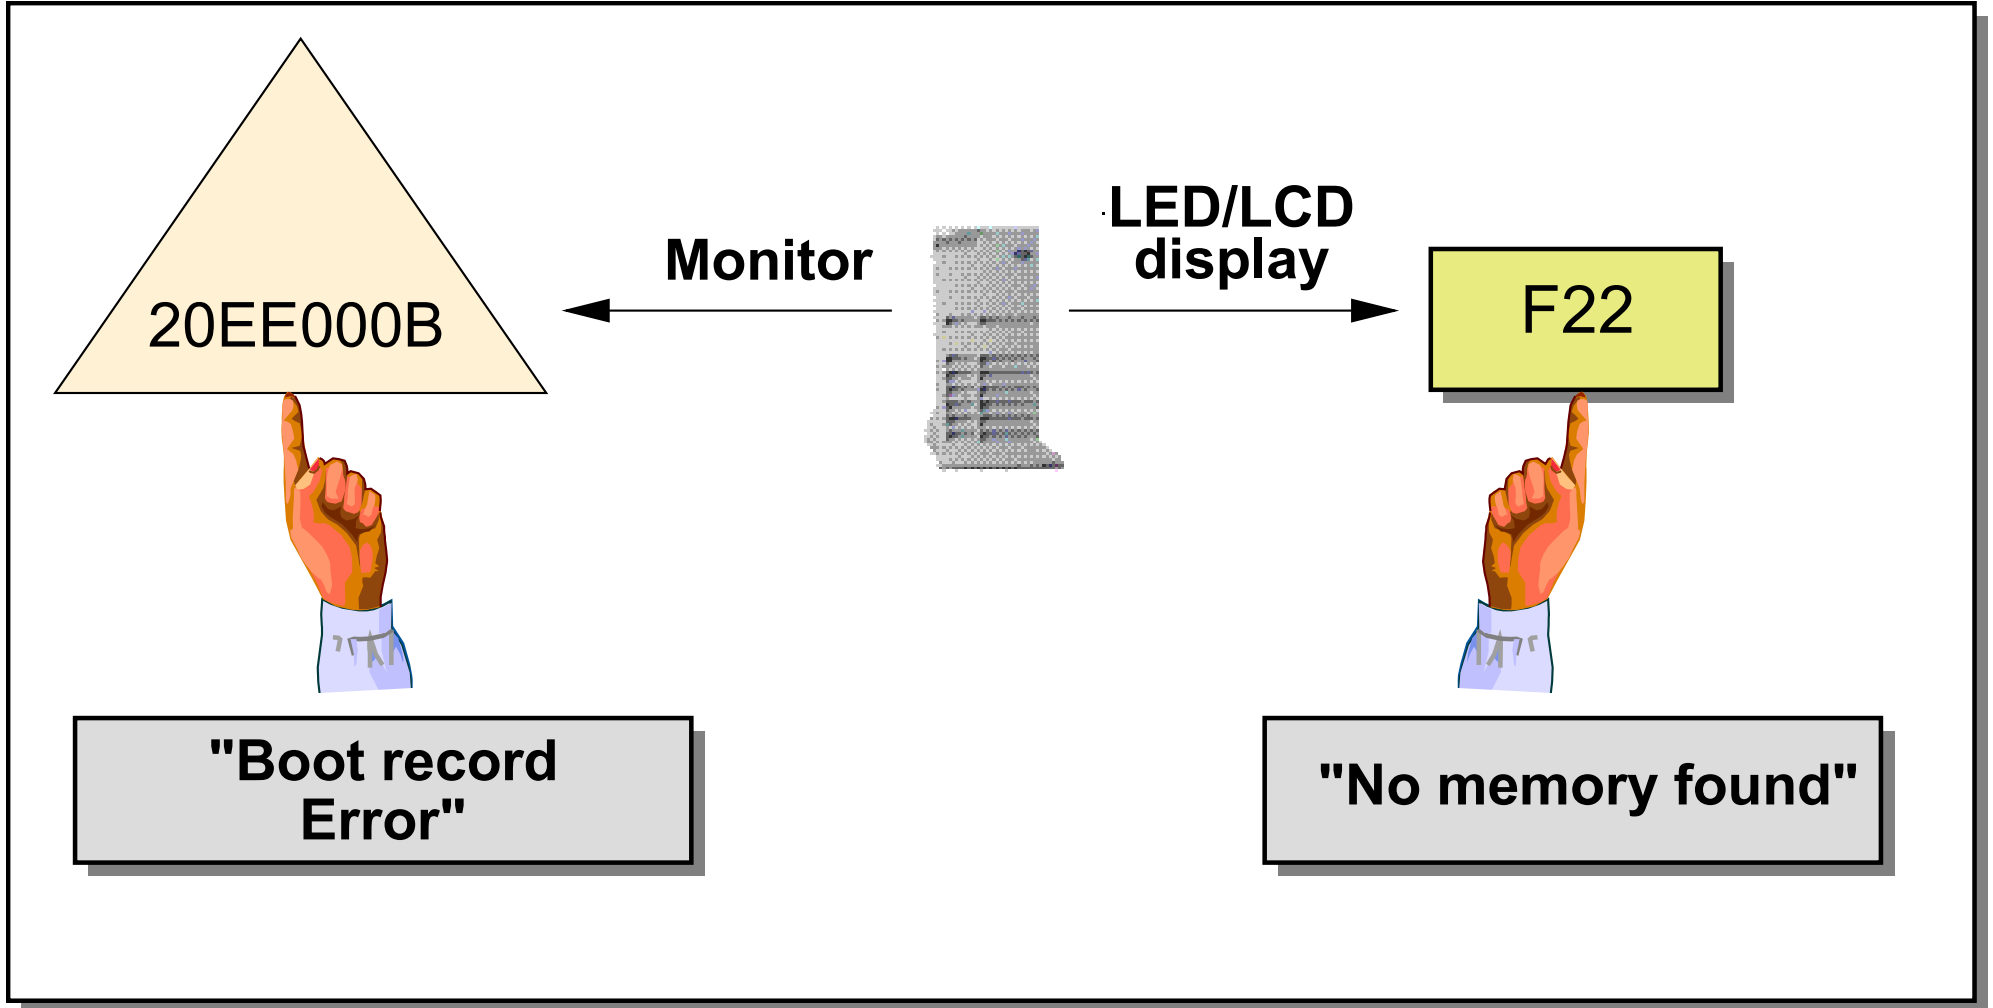 20EE000B
Monitor
LED/LCD
display
F22
"Boot record
Error"
"No memory found"